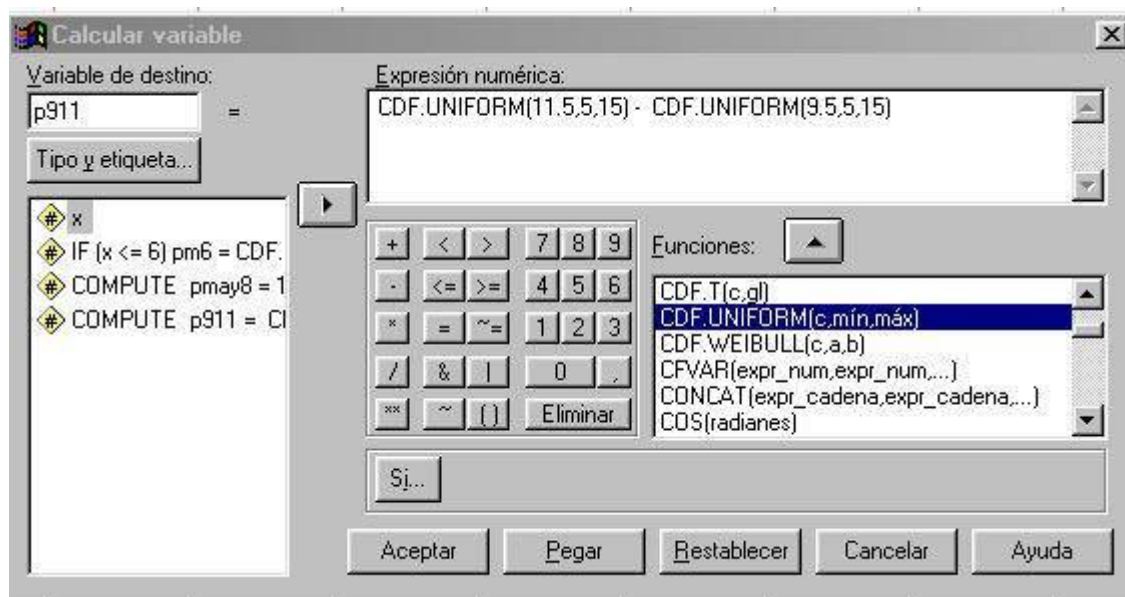 Calcular variable
Variable de destino:
p911 =
Tipo y etiqueta...
x
IF (x <= 6) pm6 = CDF.
COMPUTE pmay8 = 1
COMPUTE p911 = CI
Expresión numérica:
CDF.UNIFORM(11.5,5,15) - CDF.UNIFORM(9.5,5,15)
+ < > 7 8 9
- <= >= 4 5 6
* = ~= 1 2 3
/ & | 0 ,
** ~ () Eliminar
Funciones:
CDF.T(c,gl)
CDF.UNIFORM(c,mín,máx)
CDF.WEIBULL(c,a,b)
CFVAR(expr_num,expr_num,...)
CONCAT(expr_cadena,expr_cadena,...)
COS(radianes)
Si...
Aceptar Pegar Restablecer Cancelar Ayuda